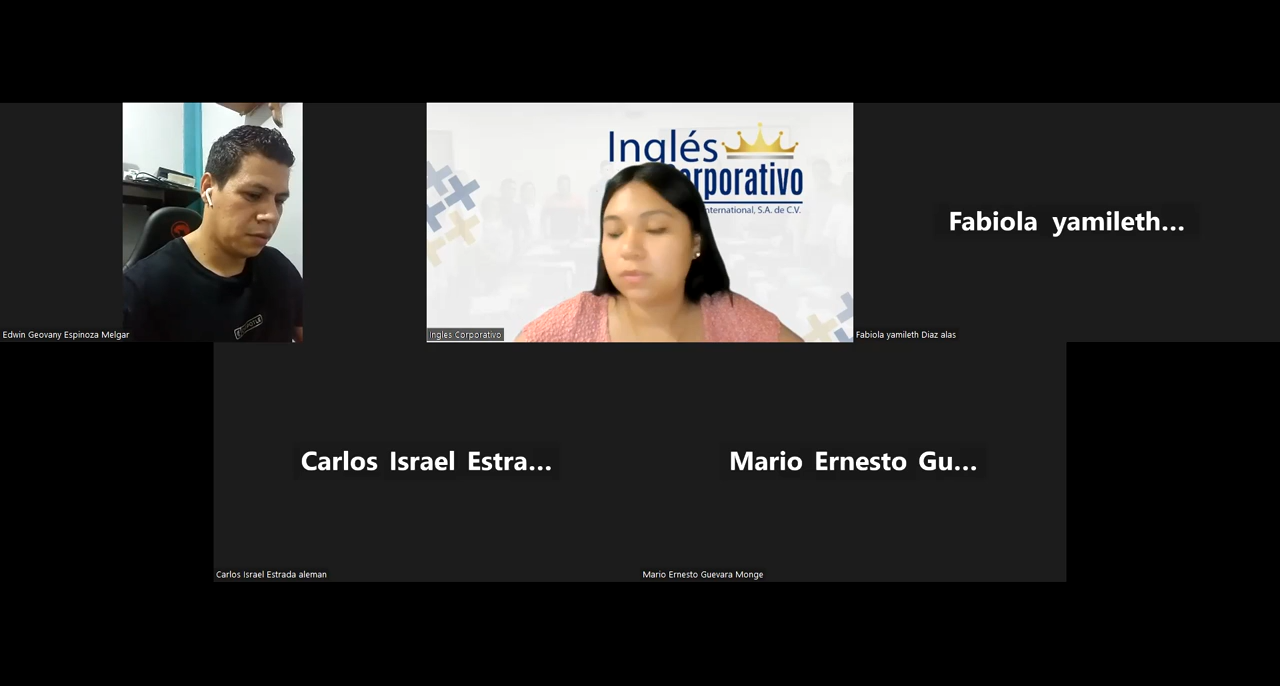 Inglés
Corporativo
International, S.A. de C.V.
Fabiola yamileth...
Edwin Geovany Espinoza Melgar
Ingles Corporativo
Fabiola yamileth Diaz alas
Carlos Israel Estra...
Mario Ernesto Gu...
Carlos Israel Estrada aleman
Mario Ernesto Guevara Monge